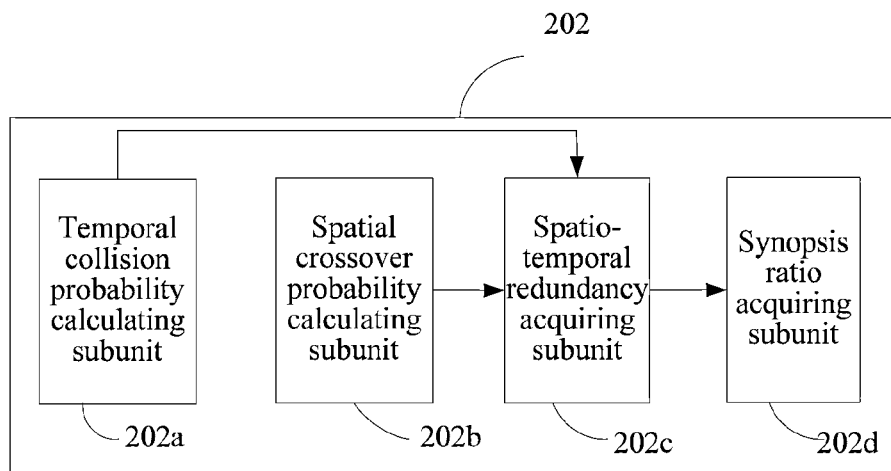 202
Temporal
collision
probability
calculating
subunit
Spatial
crossover
probability
calculating
subunit
Spatio-
temporal
redundancy
acquiring
subunit
Synopsis
ratio
acquiring
subunit
202a
202b
202c
202d